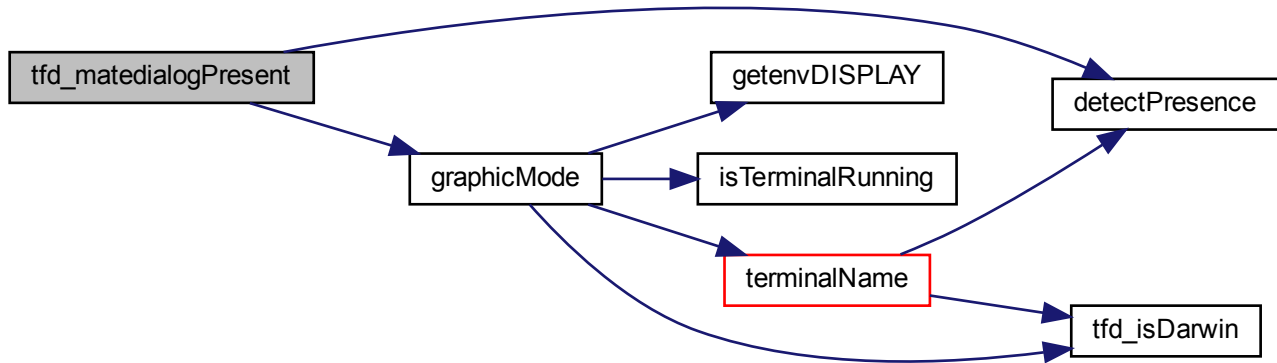 tfd_matedialogPresent
graphicMode
getenvDISPLAY
isTerminalRunning
terminalName
detectPresence
tfd_isDarwin